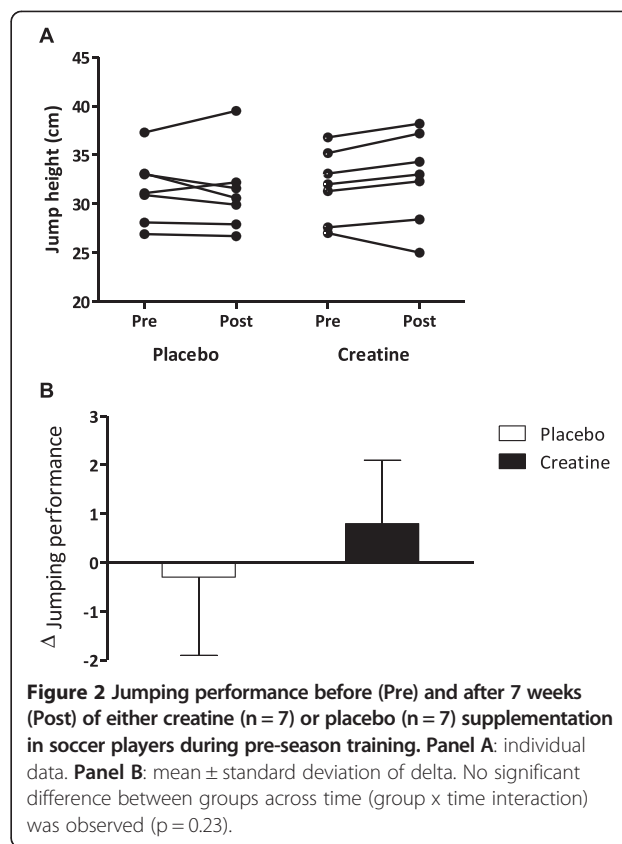 A
45
40
35
30
25
20
Jump height (cm)
Pre Post Pre Post
Placebo Creatine
B
3
2
1
0
-1
-2
Δ Jumping performance
Placebo
Creatine
Figure 2 Jumping performance before (Pre) and after 7 weeks
(Post) of either creatine (n = 7) or placebo (n = 7) supplementation
in soccer players during pre-season training. Panel A: individual
data. Panel B: mean ± standard deviation of delta. No significant
difference between groups across time (group x time interaction)
was observed (p = 0.23).